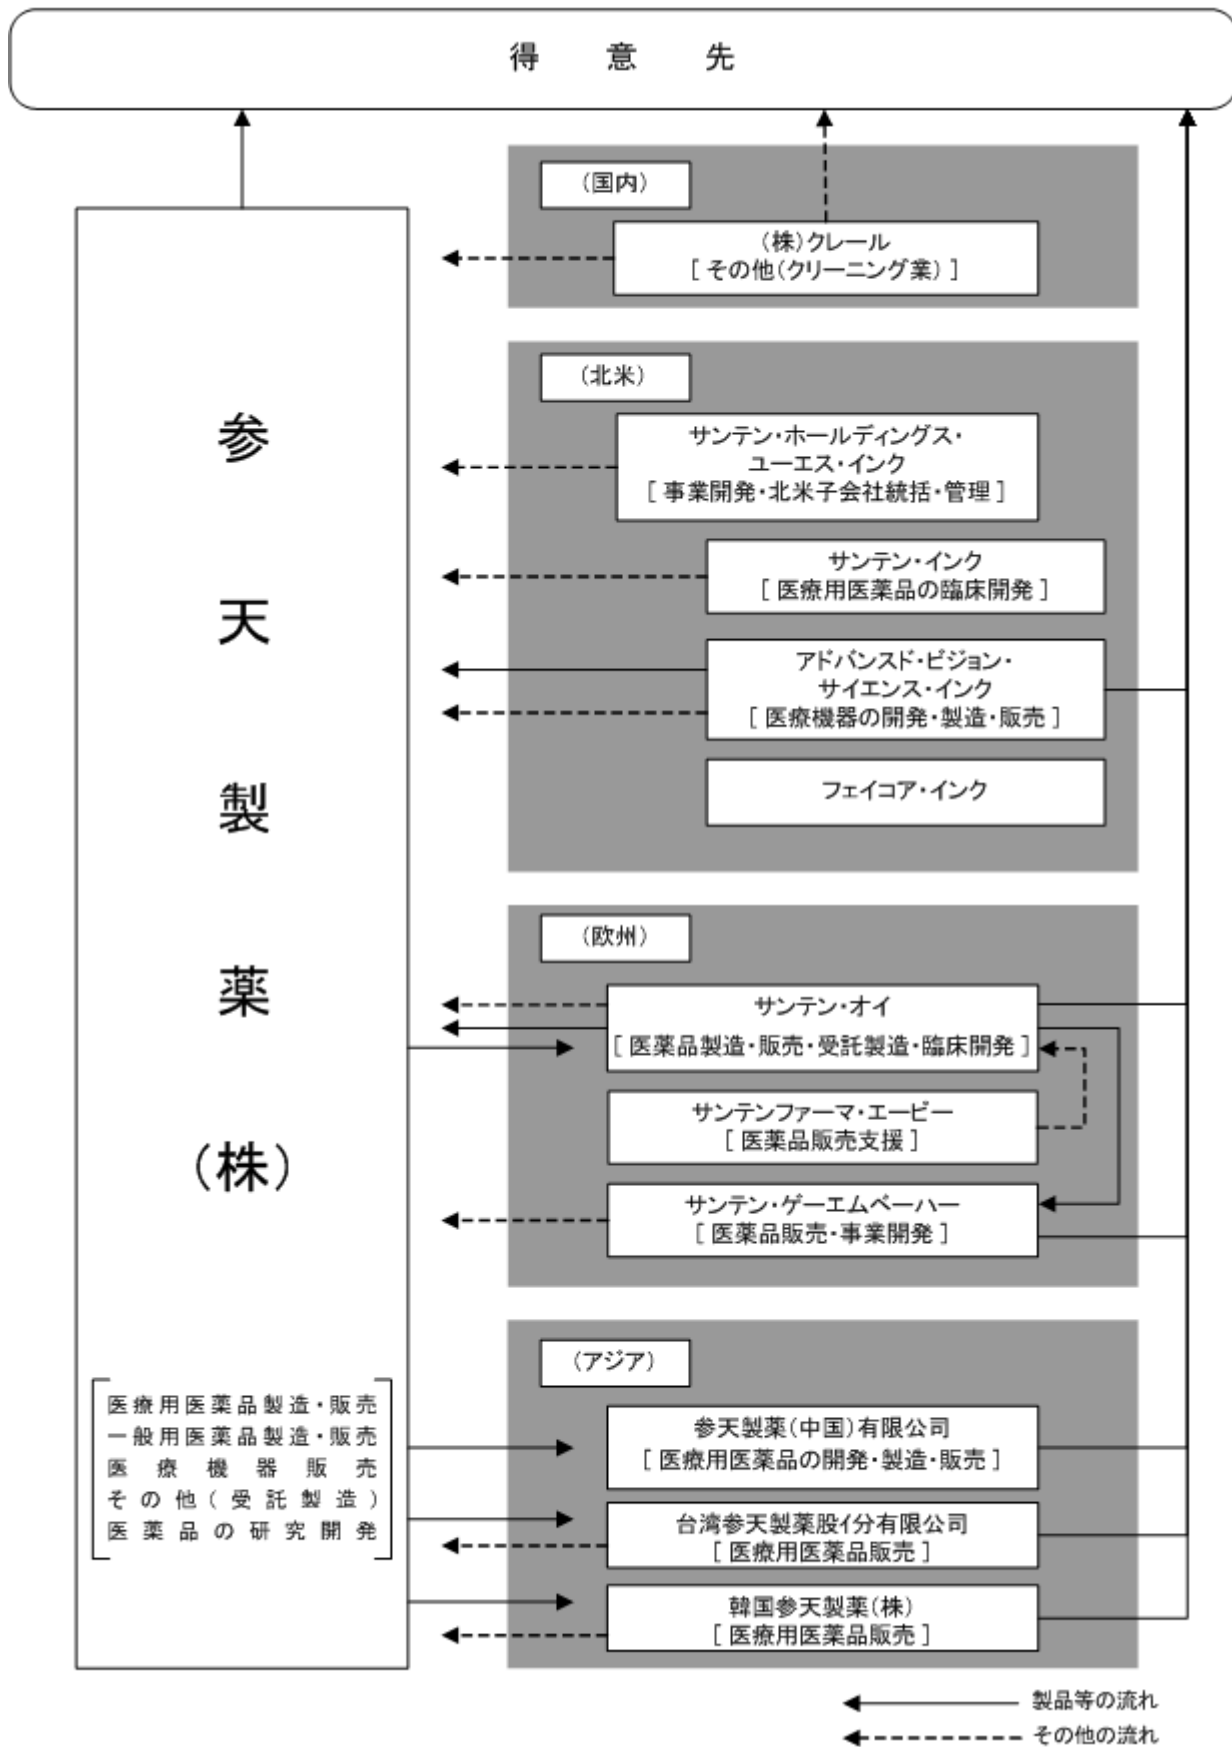 得意先
参天製薬(株)
医療用医薬品製造・販売
一般用医薬品製造・販売
医療機器販売
その他(受託製造)
医薬品の研究開発
(国内)
(株)クレール
[その他(クリーニング業)]
(北米)
サンテン・ホールディングス・
ユーエス・インク
[事業開発・北米子会社統括・管理]
サンテン・インク
[医療用医薬品の臨床開発]
アドバンスド・ビジョン・
サイエンス・インク
[医療機器の開発・製造・販売]
フェイコア・インク
(欧州)
サンテン・オイ
[医薬品製造・販売・受託製造・臨床開発]
サンテンファーマ・エービー
[医薬品販売支援]
サンテン・ゲーエムベーハー
[医薬品販売・事業開発]
(アジア)
参天製薬(中国)有限公司
[医療用医薬品の開発・製造・販売]
台湾参天製薬股イ分有限公司
[医療用医薬品販売]
韓国参天製薬(株)
[医療用医薬品販売]
製品等の流れ
その他の流れ